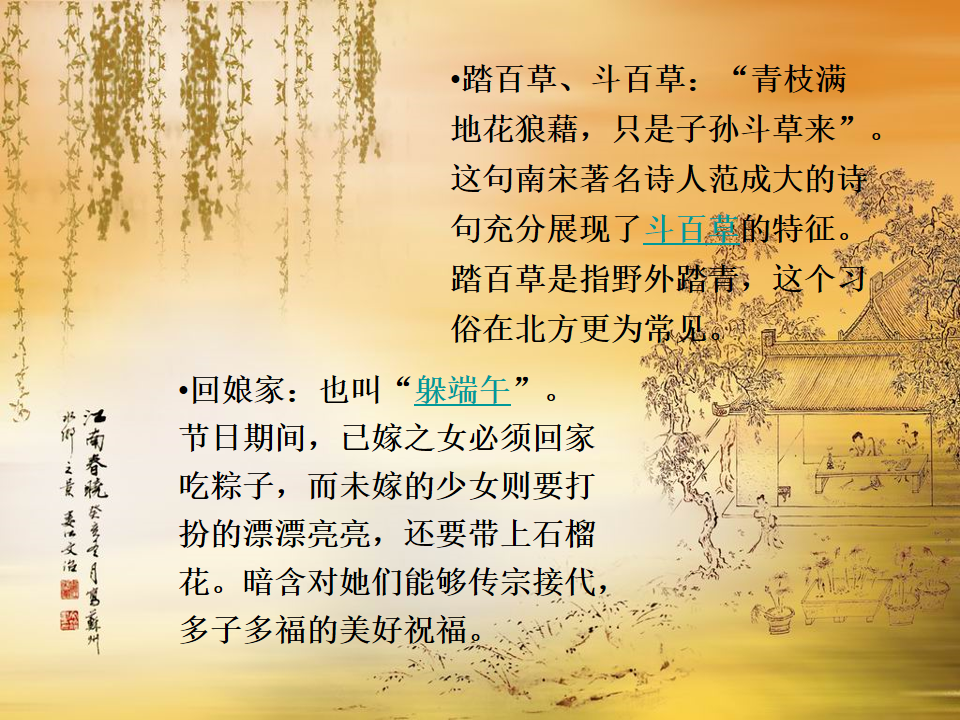 •踏百草、斗百草：“青枝满
地花狼藉，只是子孙斗草来”。
这句南宋著名诗人范成大的诗
句充分展现了斗百草的特征。
踏百草是指野外踏青，这个习
俗在北方更为常见。
•回娘家：也叫“躲端午”。
节日期间，已嫁之女必须回家
吃粽子，而未嫁的少女则要打
扮的漂漂亮亮，还要带上石榴
花。暗含对她们能够传宗接代，
多子多福的美好祝福。
江南春晓